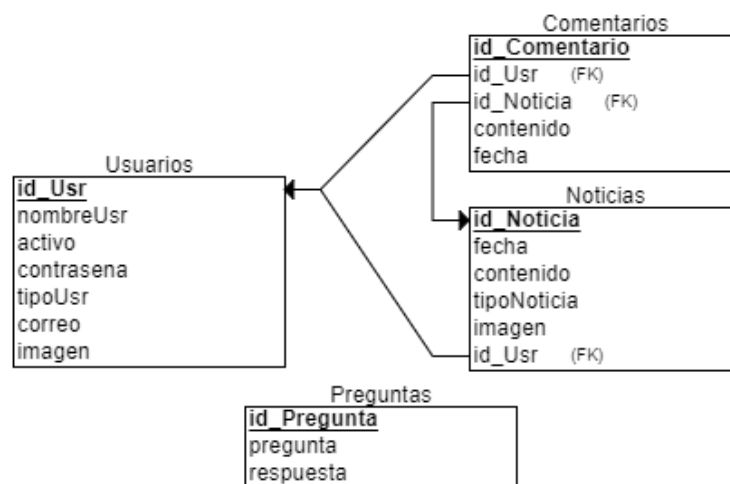 Comentarios
id_Comentario
id_Usr (FK)
id_Noticia (FK)
contenido
fecha
Usuarios
id_Usr
nombreUsr
activo
contrasena
tipoUsr
correo
imagen
Noticias
id_Noticia
fecha
contenido
tipoNoticia
imagen
id_Usr (FK)
Preguntas
id_Pregunta
pregunta
respuesta